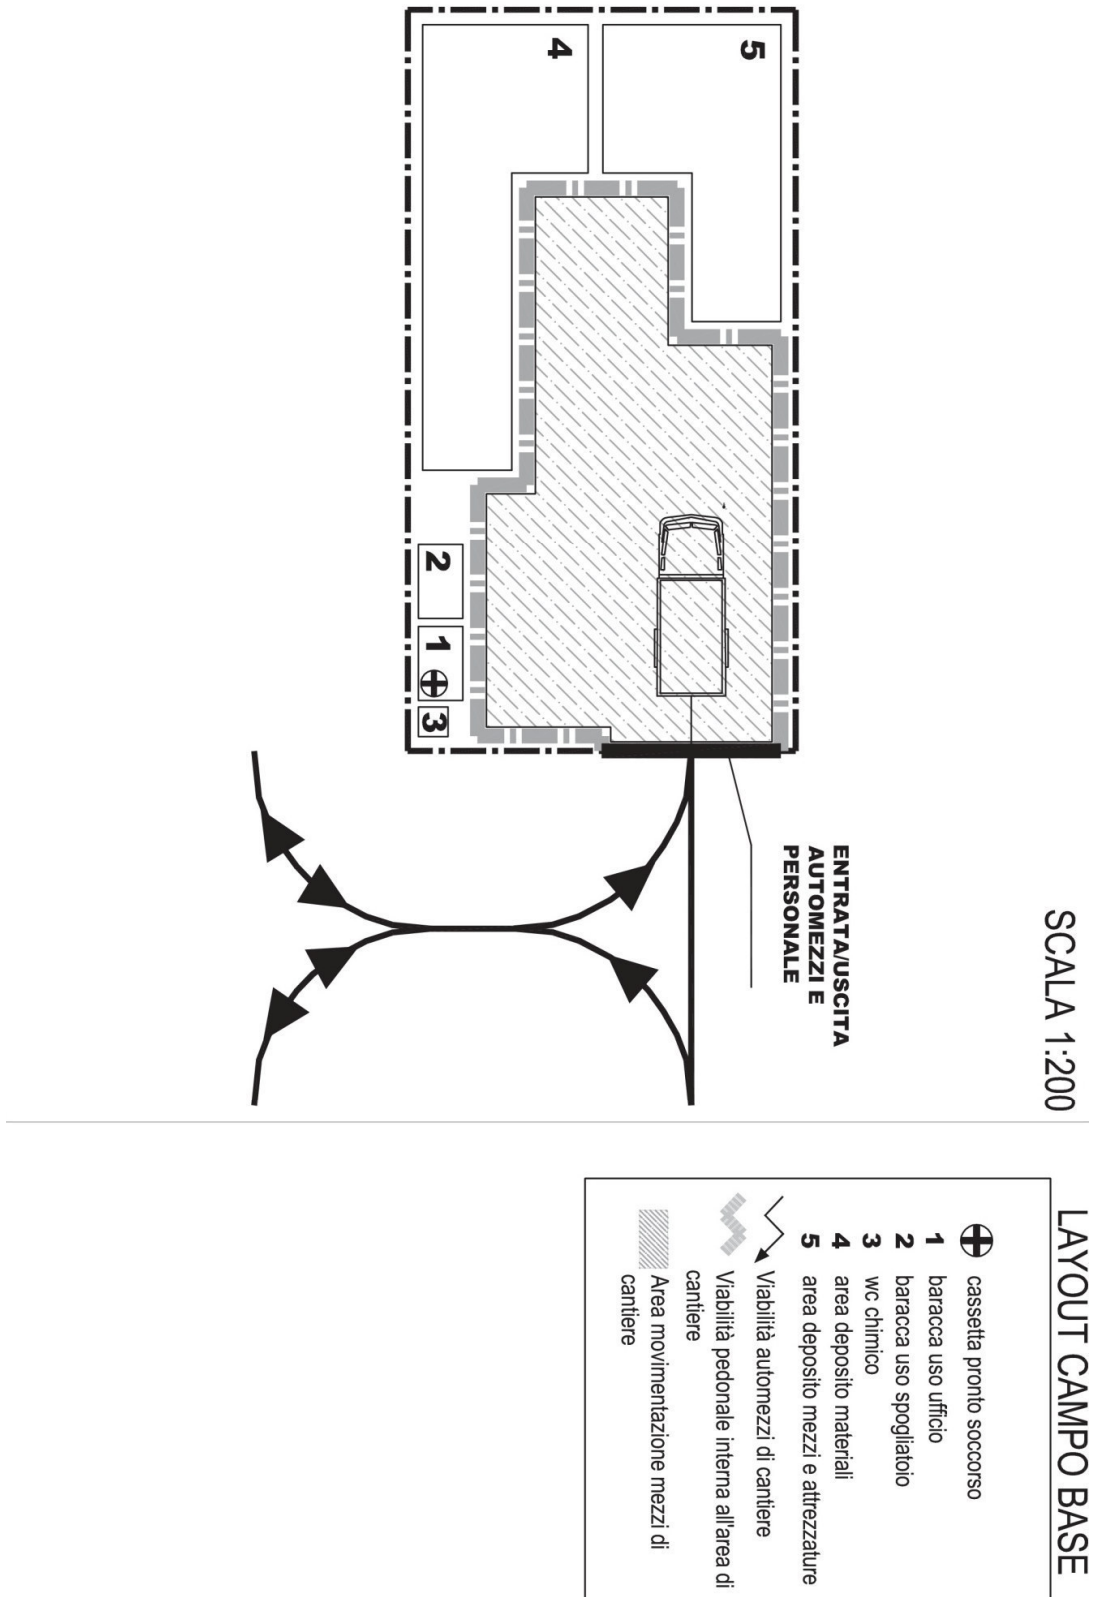 LAYOUT CAMPO BASE
SCALA 1:200
5
4
2
1
3
ENTRATA/USCITA
AUTOMEZZI E
PERSONALE
cassetta pronto soccorso
1 baracca uso ufficio
2 baracca uso spogliatoio
3 wc chimico
4 area deposito materiali
5 area deposito mezzi e attrezzature
Viabilità automezzi di cantiere
Viabilità pedonale interna all'area di
cantiere
Area movimentazione mezzi di
cantiere